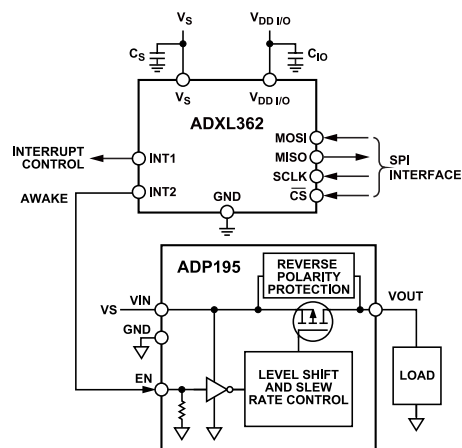 VS
VDD I/O
CS
CIO
VS
VDD I/O
ADXL362
INTERRUPT
CONTROL
INT1
AWAKE
INT2
GND
MOSI
MISO
SCLK
CS
SPI
INTERFACE
ADP195
REVERSE
POLARITY
PROTECTION
VS
VIN
VOUT
GND
EN
LEVEL SHIFT
AND SLEW
RATE CONTROL
LOAD